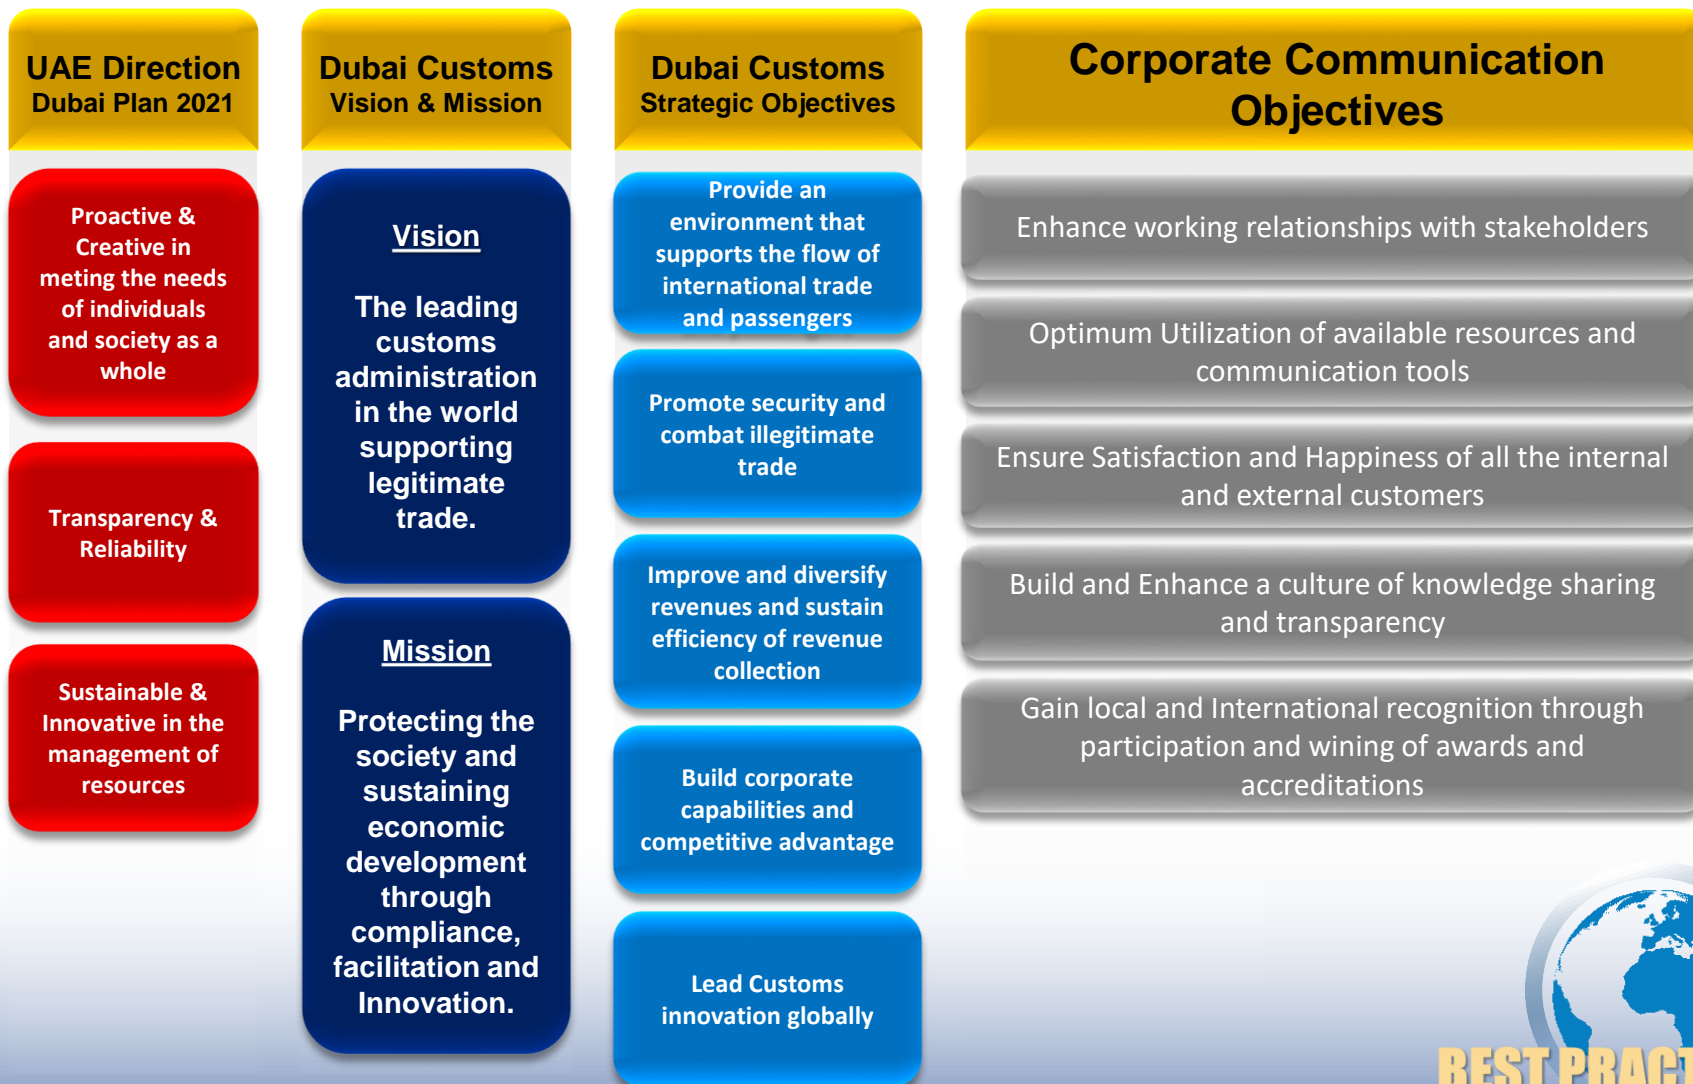 UAE Direction
Dubai Plan 2021
Proactive &
Creative in
meting the needs
of individuals
and society as a
whole
Transparency &
Reliability
Sustainable &
Innovative in the
management of
resources
Dubai Customs
Vision & Mission
Vision
The leading
customs
administration
in the world
supporting
legitimate
trade.
Mission
Protecting the
society and
sustaining
economic
development
through
compliance,
facilitation and
Innovation.
Dubai Customs
Strategic Objectives
Provide an
environment that
supports the flow of
international trade
and passengers
Promote security and
combat illegitimate
trade
Improve and diversify
revenues and sustain
efficiency of revenue
collection
Build corporate
capabilities and
competitive advantage
Lead Customs
innovation globally
Corporate Communication
Objectives
Enhance working relationships with stakeholders
Optimum Utilization of available resources and
communication tools
Ensure Satisfaction and Happiness of all the internal
and external customers
Build and Enhance a culture of knowledge sharing
and transparency
Gain local and International recognition through
participation and wining of awards and
accreditations
BEST